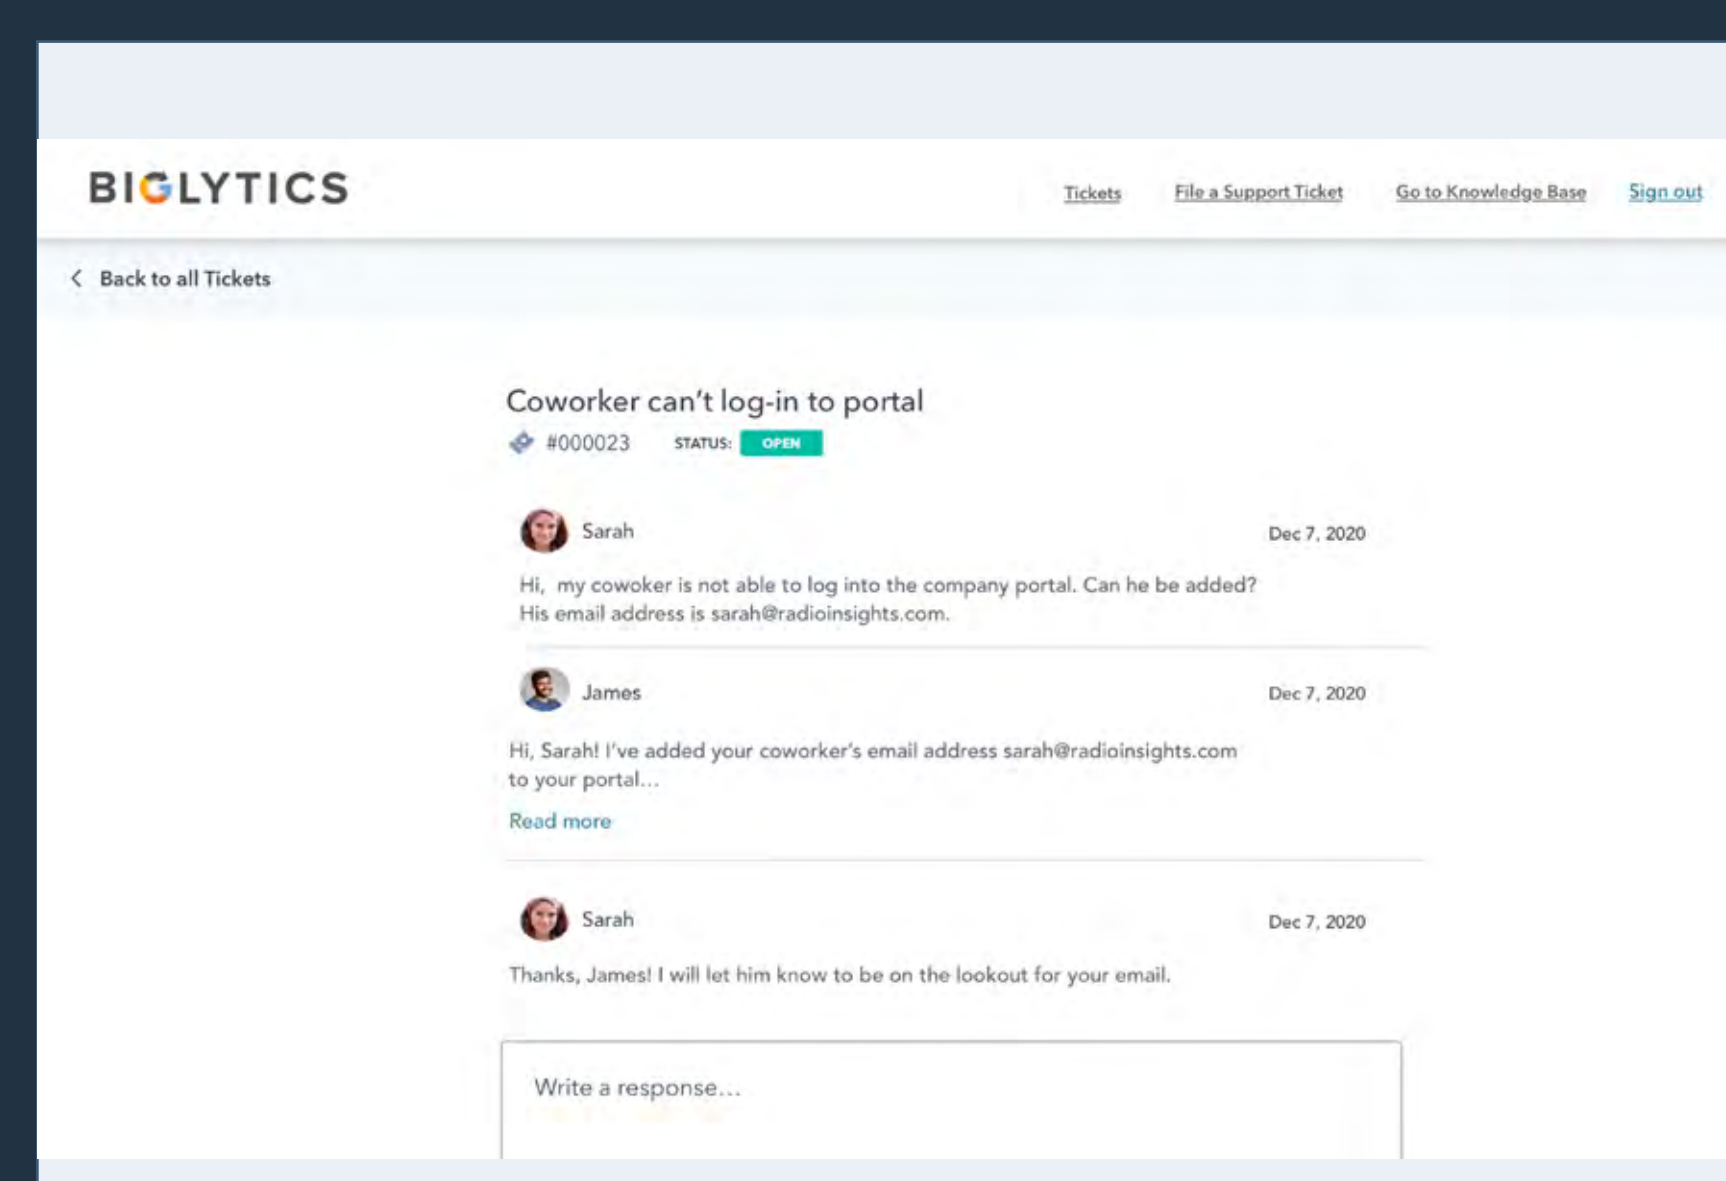 BIGLYTICS
Tickets File a Support Ticket Go to Knowledge Base Sign out
Back to all Tickets
Coworker can't log-in to portal
#000023 STATUS: OPEN
Sarah Dec 7, 2020
Hi, my cowoker is not able to log into the company portal. Can he be added?
His email address is sarah@radioinsights.com.
James Dec 7, 2020
Hi, Sarah! I've added your coworker's email address sarah@radioinsights.com
to your portal...
Read more
Sarah Dec 7, 2020
Thanks, James! I will let him know to be on the lookout for your email.
Write a response...